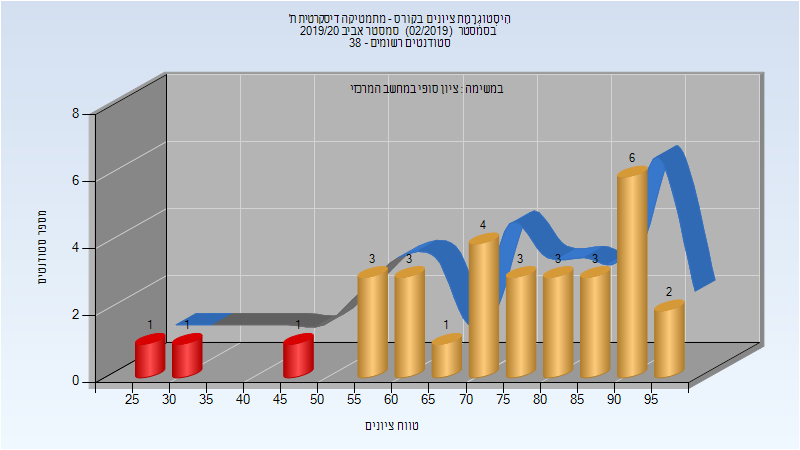 היסטוגרמת ציונים בקורס - מתמטיקה דיסקרטית ת'
בסמסטר (02/2019) סמסטר אביב 2019/20
סטודנטים רשומים - 38
במשימה : ציון סופי במחשב המרכזי
מספר סטודנטים
8
6
4
2
0
1
1
1
3
3
1
4
3
3
3
6
2
25 30 35 40 45 50 55 60 65 70 75 80 85 90 95
טווח ציונים